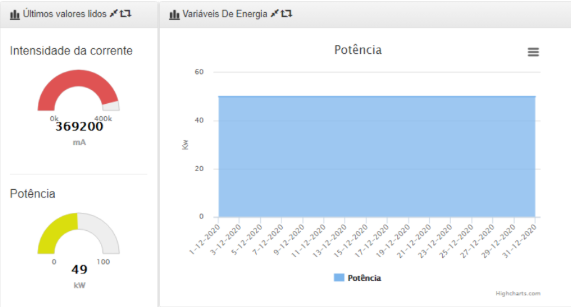 Últimos valores lidos
Intensidade da corrente
0k
400k
369200
mA
Potência
0
100
49
kW
Variáveis De Energia
Potência
60
40
20
0
Kw
1-12-2020
3-12-2020
5-12-2020
7-12-2020
9-12-2020
11-12-2020
13-12-2020
15-12-2020
17-12-2020
19-12-2020
21-12-2020
23-12-2020
25-12-2020
27-12-2020
29-12-2020
31-12-2020
Potência
Highcharts.com